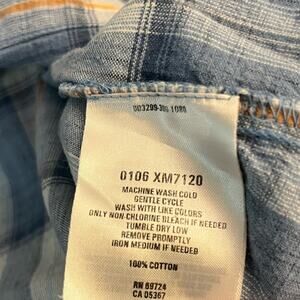 0106 XM7120
MACHINE WASH COLD
GENTLE CYCLE
WASH WITH LIKE COLORS
ONLY NON-CHLORINE BLEACH IF NEEDED
TUMBLE DRY LOW
REMOVE PROMPTLY
IRON MEDIUM IF NEEDED
100% COTTON
RN 69724
CA 05367